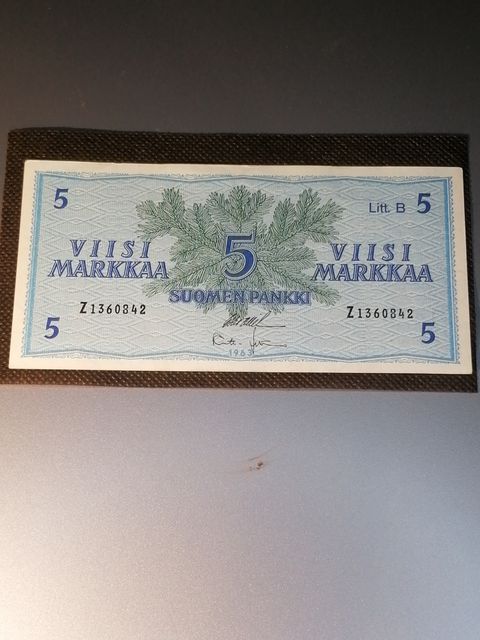 5
Litt. B 5
VIISI
MARKKAA
5
VIISI
MARKKAA
SUOMEN PANKKI
Z1360842
Z1360842
5
1963
5